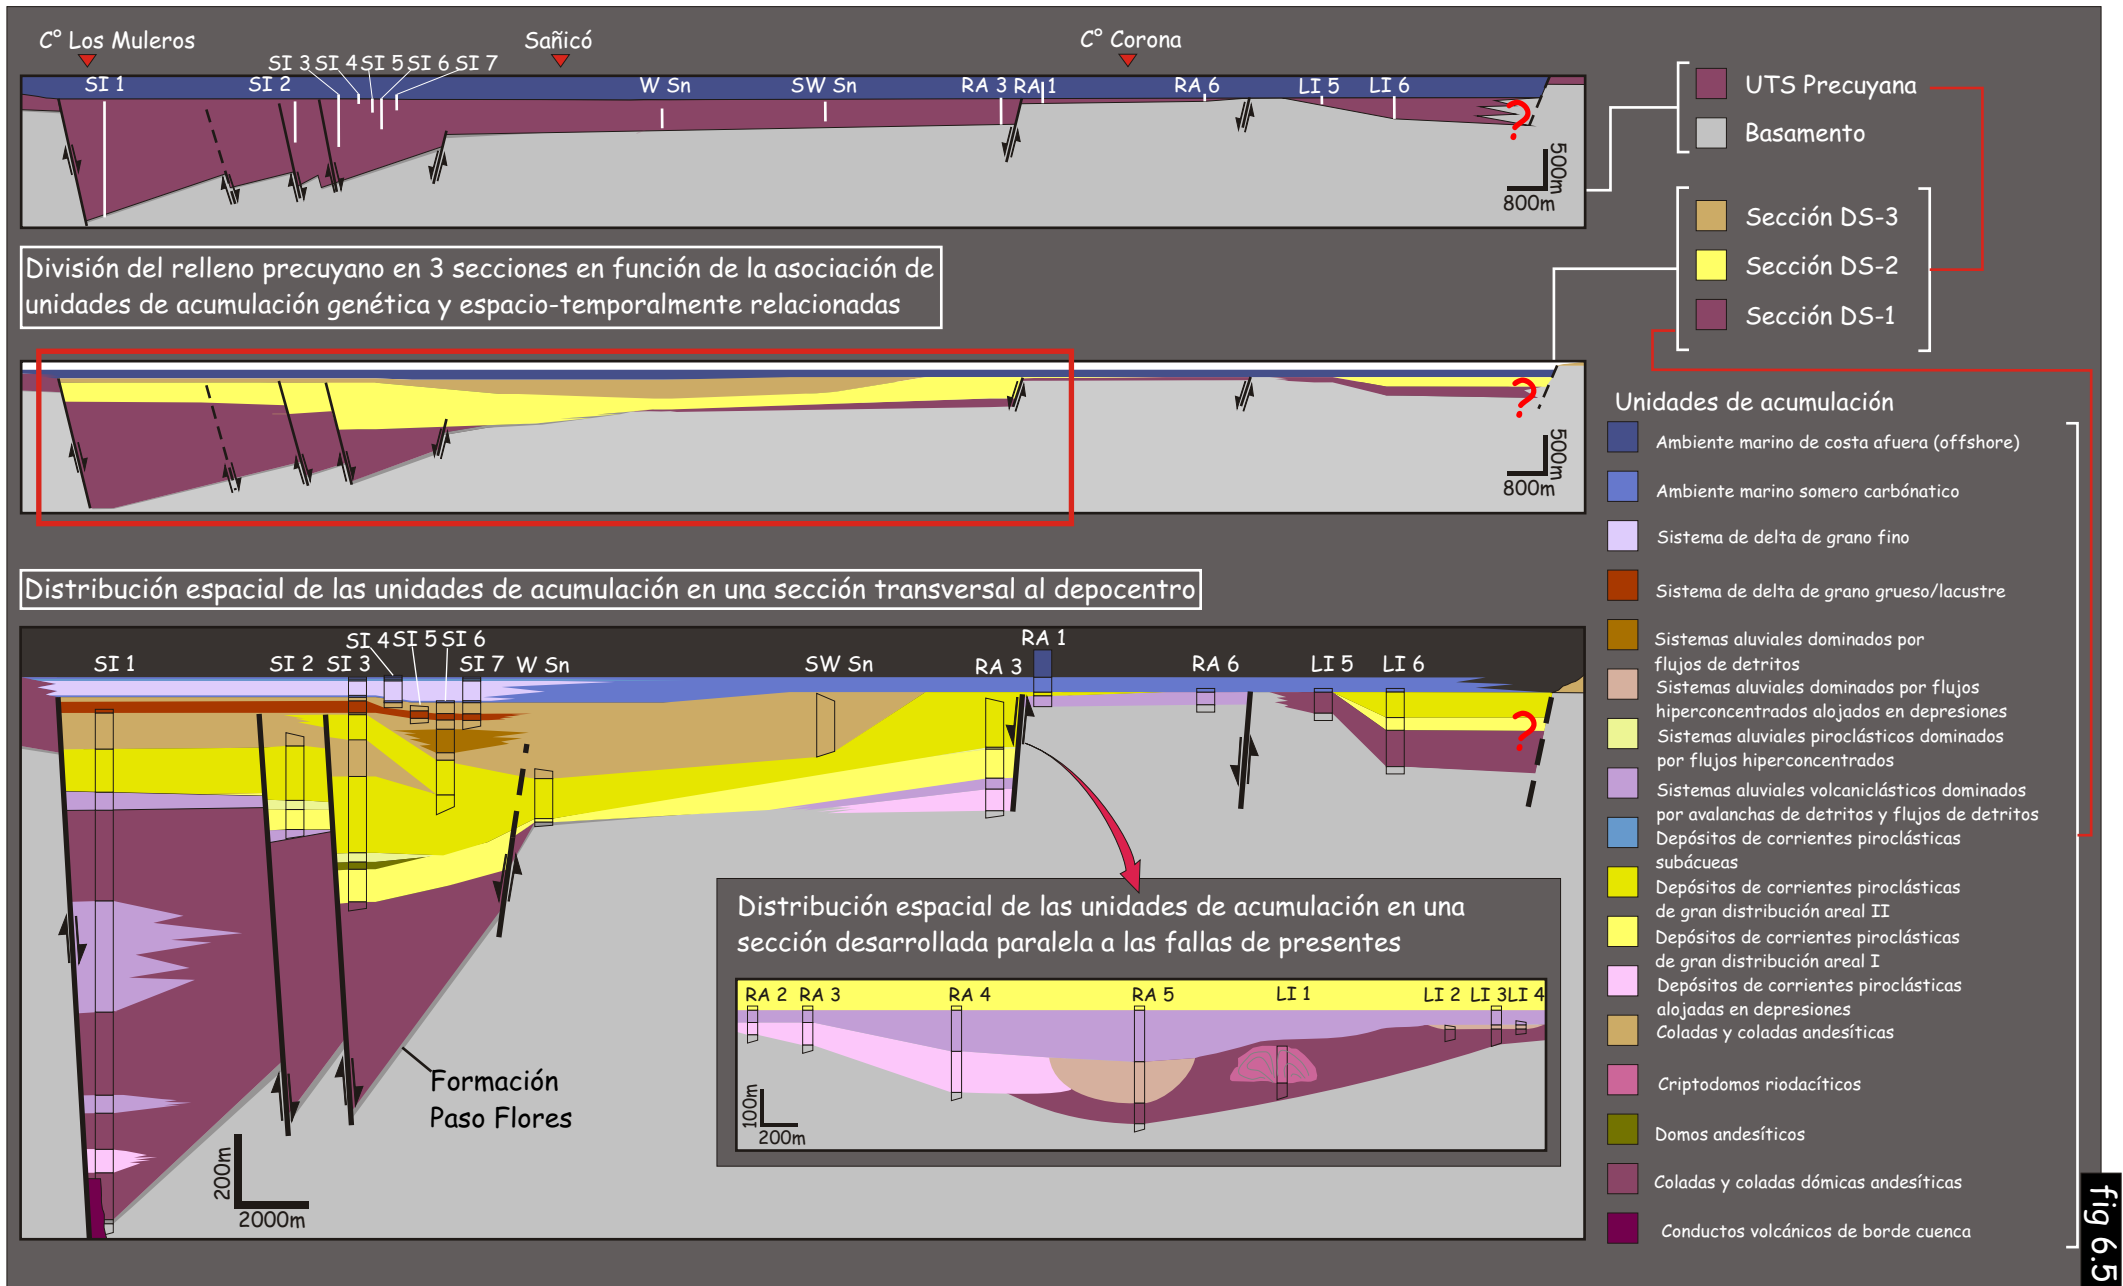 C° Los Muleros
Sañicó
C° Corona
SI 3 SI 4 SI 5 SI 6 SI 7
SI 1
SI 2
W Sn
SW Sn
RA 3 RA 1
RA 6
LI 5
LI 6
?
500m
800m
UTS Precuyana
Basamento
Sección DS-3
Sección DS-2
Sección DS-1
División del relleno precuyano en 3 secciones en función de la asociación de
unidades de acumulación genética y espacio-temporalmente relacionadas
?
500m
800m
Distribución espacial de las unidades de acumulación en una sección transversal al depocentro
SI 4 SI 5 SI 6
RA 1
SI 1
SI 2
SI 3
SI 7
W Sn
SW Sn
RA 3
RA 6
LI 5
LI 6
?
Formación
Paso Flores
200m
2000m
Distribución espacial de las unidades de acumulación en una
sección desarrollada paralela a las fallas de presentes
RA 2
RA 3
RA 4
RA 5
LI 1
LI 2
LI 3
LI 4
100m
200m
Unidades de acumulación
Ambiente marino de costa afuera (offshore)
Ambiente marino somero carbónatico
Sistema de delta de grano fino
Sistema de delta de grano grueso/lacustre
Sistemas aluviales dominados por
flujos de detritos
Sistemas aluviales dominados por flujos
hiperconcentrados alojados en depresiones
Sistemas aluviales piroclásticos dominados
por flujos hiperconcentrados
Sistemas aluviales volcaniclásticos dominados
por avalanchas de detritos y flujos de detritos
Depósitos de corrientes piroclásticas
subácueas
Depósitos de corrientes piroclásticas
de gran distribución areal II
Depósitos de corrientes piroclásticas
de gran distribución areal I
Depósitos de corrientes piroclásticas
alojadas en depresiones
Coladas y coladas andesíticas
Criptodomos riodacíticos
Domos andesíticos
Coladas y coladas dómicas andesíticas
Conductos volcánicos de borde cuenca
fig 6.5